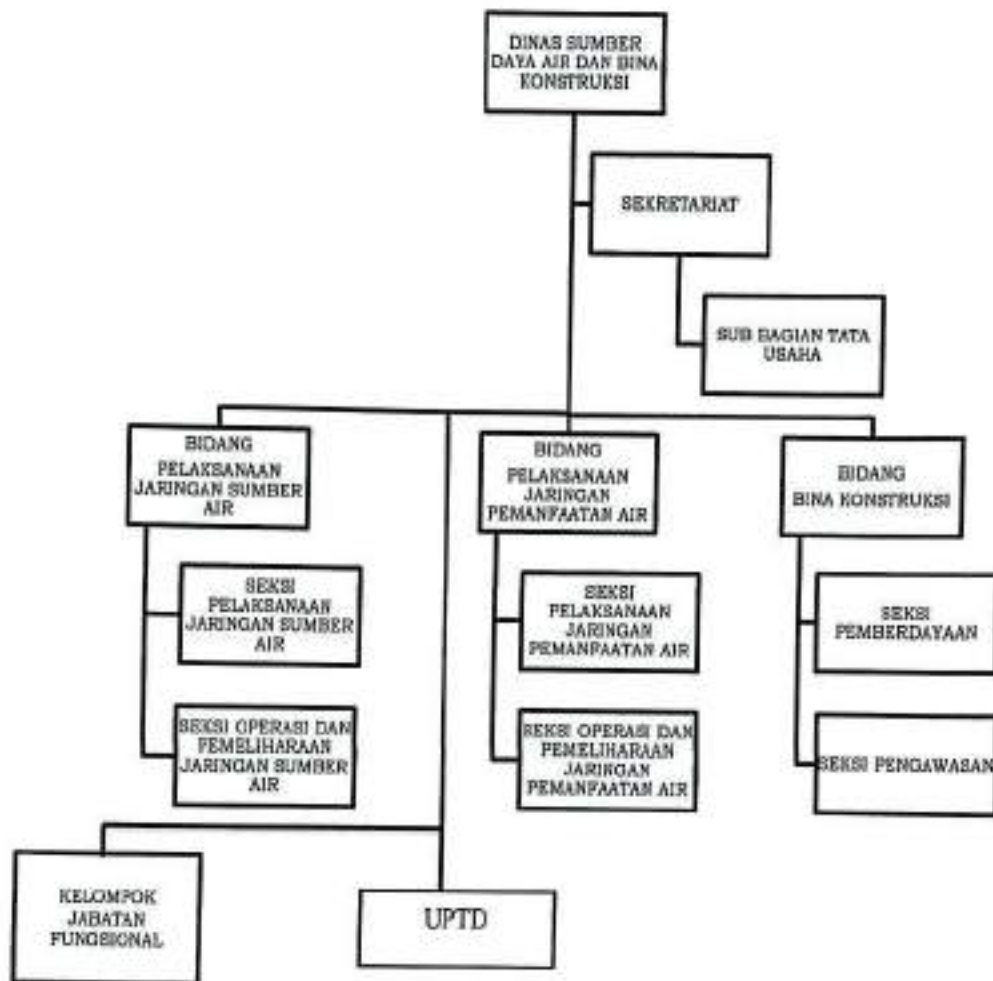 DINAS SUMBER
DAYA AIR DAN BINA
KONSTRUKSI
SEKRETARIAT
SUB BAGIAN TATA
USAHA
BIDANG
PELAKSANAAN
JARINGAN SUMBER
AIR
BIDANG
PELAKSANAAN
JARINGAN
PEMANFAATAN AIR
BIDANG
BINA KONSTRUKSI
SEKSI
PELAKSANAAN
JARINGAN SUMBER
AIR
SEKSI
PELAKSANAAN
JARINGAN
PEMANFAATAN AIR
SEKSI
PEMBERDAYAAN
SEKSI OPERASI DAN
PEMELIHARAAN
JARINGAN SUMBER
AIR
SEKSI OPERASI DAN
PEMELIHARAAN
JARINGAN
PEMANFAATAN AIR
SEKSI PENGAWASAN
KELOMPOK
JABATAN
FUNGSIONAL
UPTD